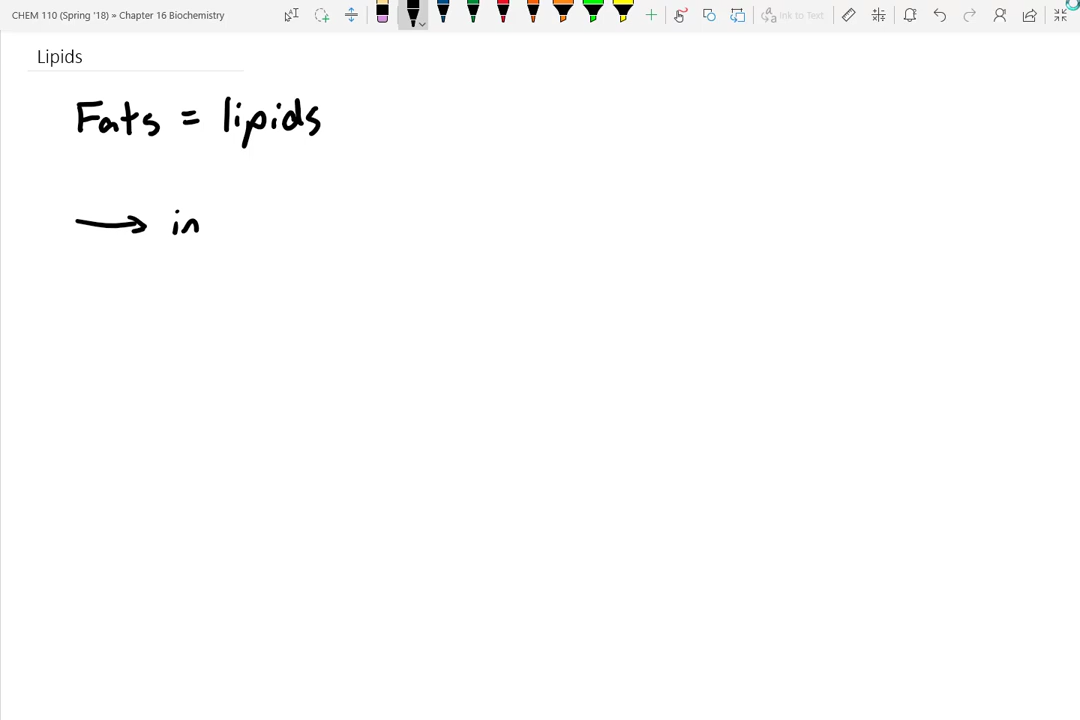 CHEM 110 (Spring '18) » Chapter 16 Biochemistry
Ink to Text
Lipids
Fats = lipids
→ in